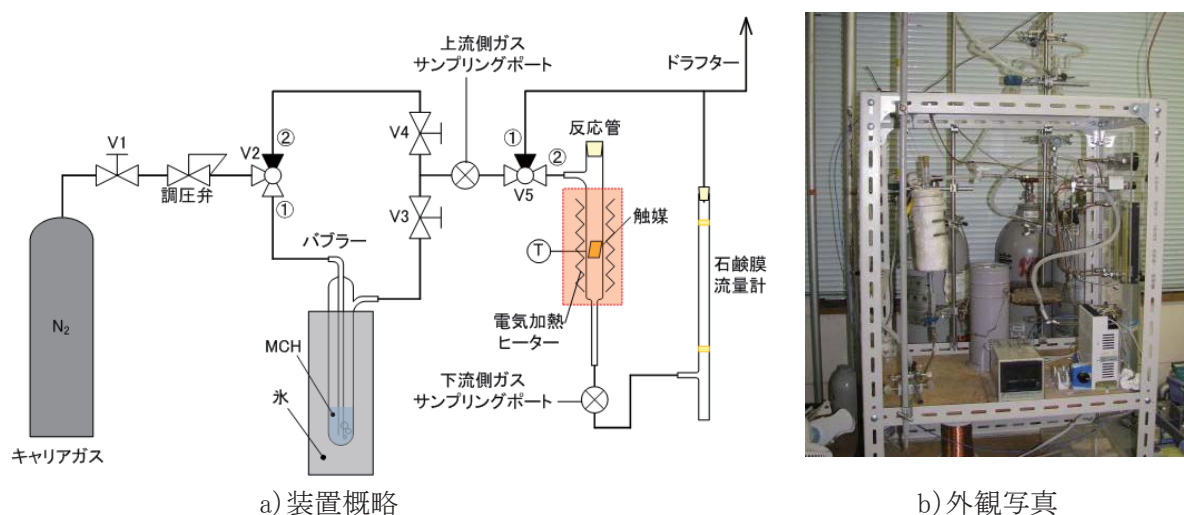 上流側ガス
サンプリングポート
ドラフター
V1
V2
②
①
調圧弁
V4
V3
①
②
V5
反応管
触媒
T
バブラー
電気加熱
ヒーター
石鹸膜
流量計
N₂
MCH
氷
下流側ガス
サンプリングポート
キャリアガス
a)装置概略
b)外観写真